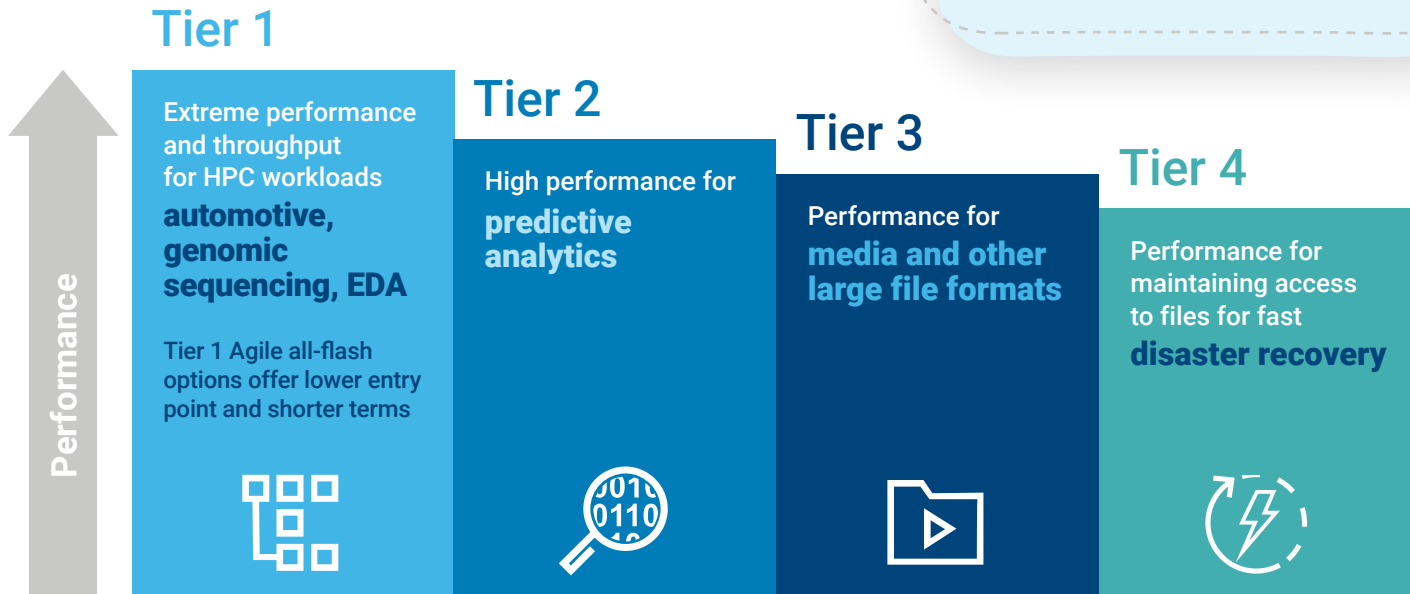 Performance
Tier 1
Extreme performance
and throughput
for HPC workloads
automotive,
genomic
sequencing, EDA
Tier 1 Agile all-flash
options offer lower entry
point and shorter terms
Tier 2
High performance for
predictive
analytics
0010
0110
Tier 3
Performance for
media and other
large file formats
Tier 4
Performance for
maintaining access
to files for fast
disaster recovery